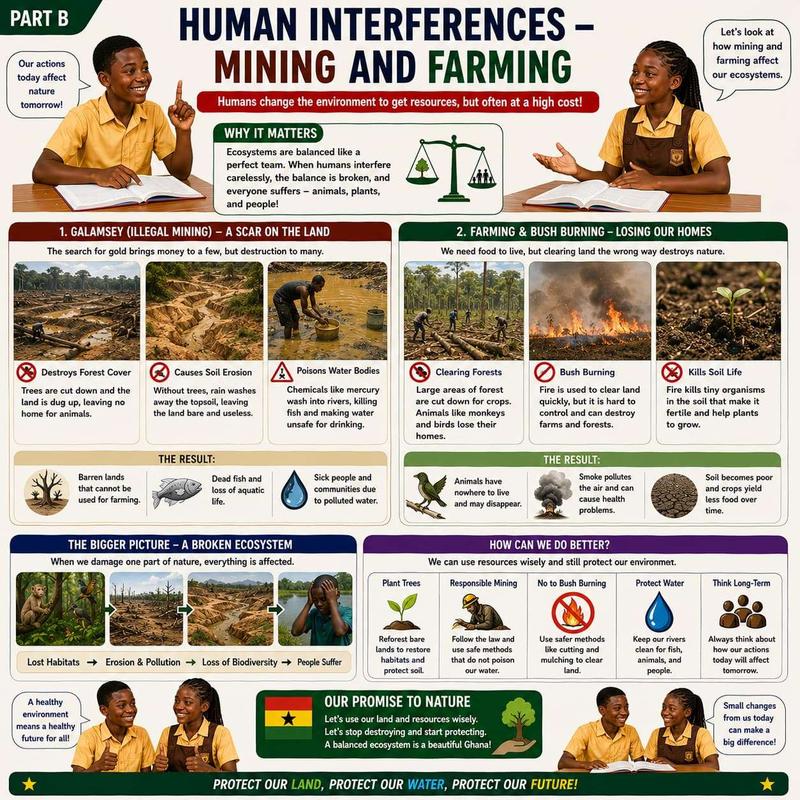 PART B
HUMAN INTERFERENCES –
MINING AND FARMING
Humans change the environment to get resources, but often at a high cost!
Our actions
today affect
nature
tomorrow!
Let's look at
how mining and
farming affect
our ecosystems.
WHY IT MATTERS
Ecosystems are balanced like a
perfect team. When humans interfere
carelessly, the balance is broken, and
everyone suffers – animals, plants,
and people!
1. GALAMSEY (ILLEGAL MINING) – A SCAR ON THE LAND
The search for gold brings money to a few, but destruction to many.
Destroys Forest Cover
Trees are cut down and the
land is dug up, leaving no
home for animals.
Causes Soil Erosion
Without trees, rain washes
away the topsoil, leaving
the land bare and useless.
Poisons Water Bodies
Chemicals like mercury
wash into rivers, killing
fish and making water
unsafe for drinking.
THE RESULT:
Barren lands
that cannot be
used for farming.
Dead fish and
loss of aquatic
life.
Sick people and
communities due
to polluted water.
2. FARMING & BUSH BURNING – LOSING OUR HOMES
We need food to live, but clearing land the wrong way destroys nature.
Clearing Forests
Large areas of forest
are cut down for crops.
Animals like monkeys
and birds lose their
homes.
Bush Burning
Fire is used to clear land
quickly, but it is hard to
control and can destroy
farms and forests.
Kills Soil Life
Fire kills tiny organisms
in the soil that make it
fertile and help plants
to grow.
THE RESULT:
Animals have
nowhere to live
and may disappear.
Smoke pollutes
the air and can
cause health
problems.
Soil becomes poor
and crops yield
less food over
time.
THE BIGGER PICTURE – A BROKEN ECOSYSTEM
When we damage one part of nature, everything is affected.
Lost Habitats → Erosion & Pollution → Loss of Biodiversity → People Suffer
HOW CAN WE DO BETTER?
We can use resources wisely and still protect our environmet.
Plant Trees
Reforest bare
lands to restore
habitats and
protect soil.
Responsible Mining
Follow the law and
use safe methods
that do not poison
our water.
No to Bush Burning
Use safer methods
like cutting and
mulching to clear
land.
Protect Water
Keep our rivers
clean for fish,
animals, and
people.
Think Long-Term
Always think about
how our actions
today will affect
tomorrow.
A healthy
environment
means a healthy
future for all!
OUR PROMISE TO NATURE
Let's use our land and resources wisely.
Let's stop destroying and start protecting.
A balanced ecosystem is a beautiful Ghana!
Small changes
from us today
can make a
big difference!
PROTECT OUR LAND, PROTECT OUR WATER, PROTECT OUR FUTURE!